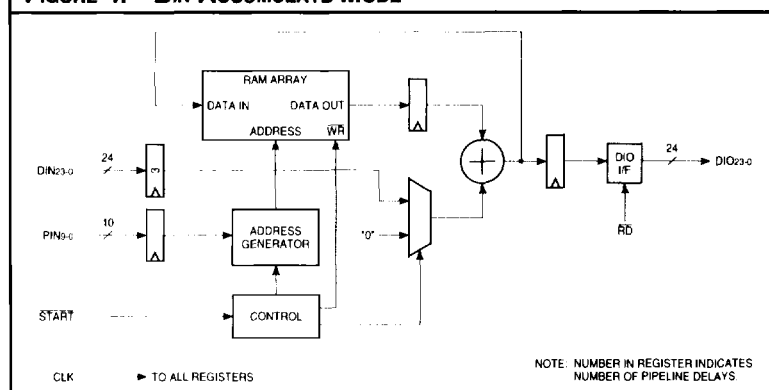 FIGURE 4. BIN ACCUMULATE MODE
RAM ARRAY
DATA IN DATA OUT
ADDRESS WR
DIN23-0 24 3
PIN9-0 10
ADDRESS
GENERATOR
"0"
START
CONTROL
CLK TO ALL REGISTERS
24
DIO
I/F
DIO23-0
RD
NOTE: NUMBER IN REGISTER INDICATES
NUMBER OF PIPELINE DELAYS.